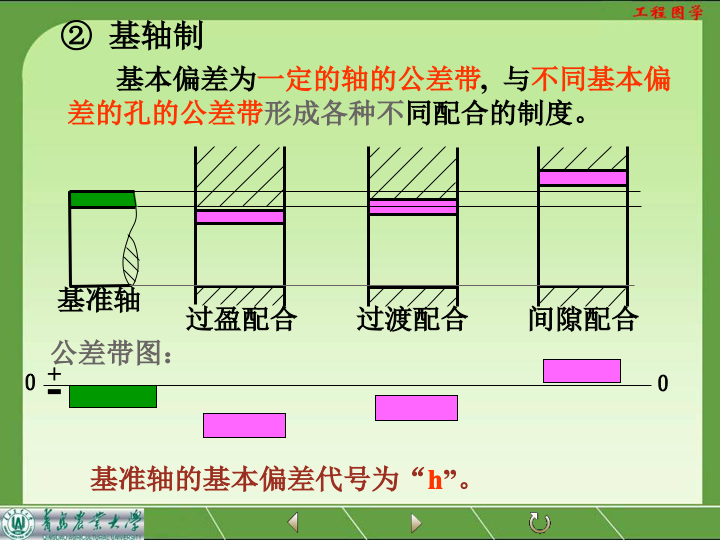 工程图学
② 基轴制
基本偏差为一定的轴的公差带，与不同基本偏
差的孔的公差带形成各种不同配合的制度。
基准轴
过盈配合
过渡配合
间隙配合
公差带图：
+
0
0
-
基准轴的基本偏差代号为“h”。
青岛农业大学